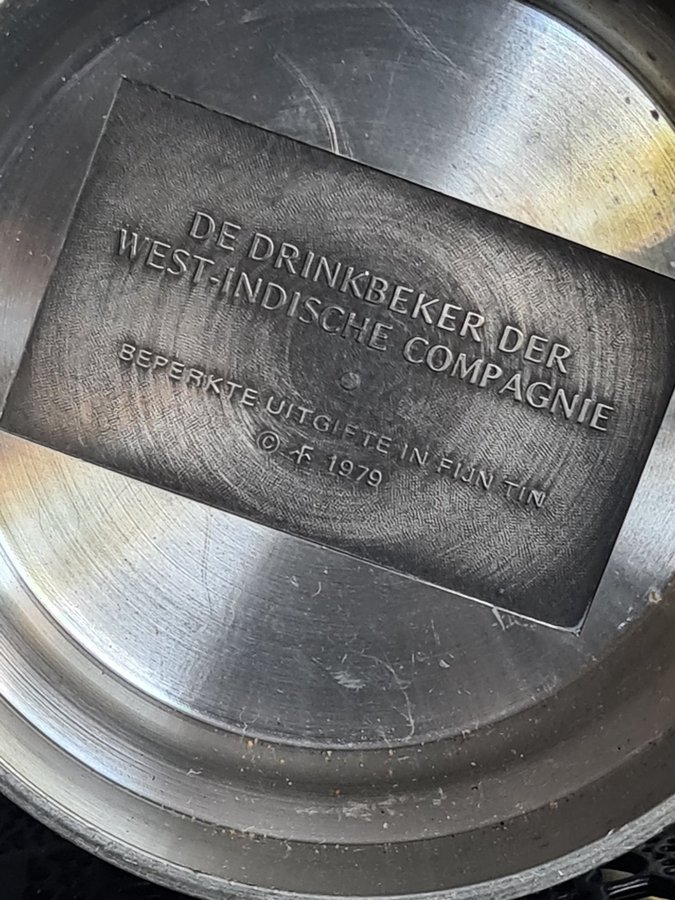 DE DRINKBEKER DER
WEST-INDISCHE COMPAGNIE
BEPERKTE UITGIFTE IN FIJN TIN
© 1979